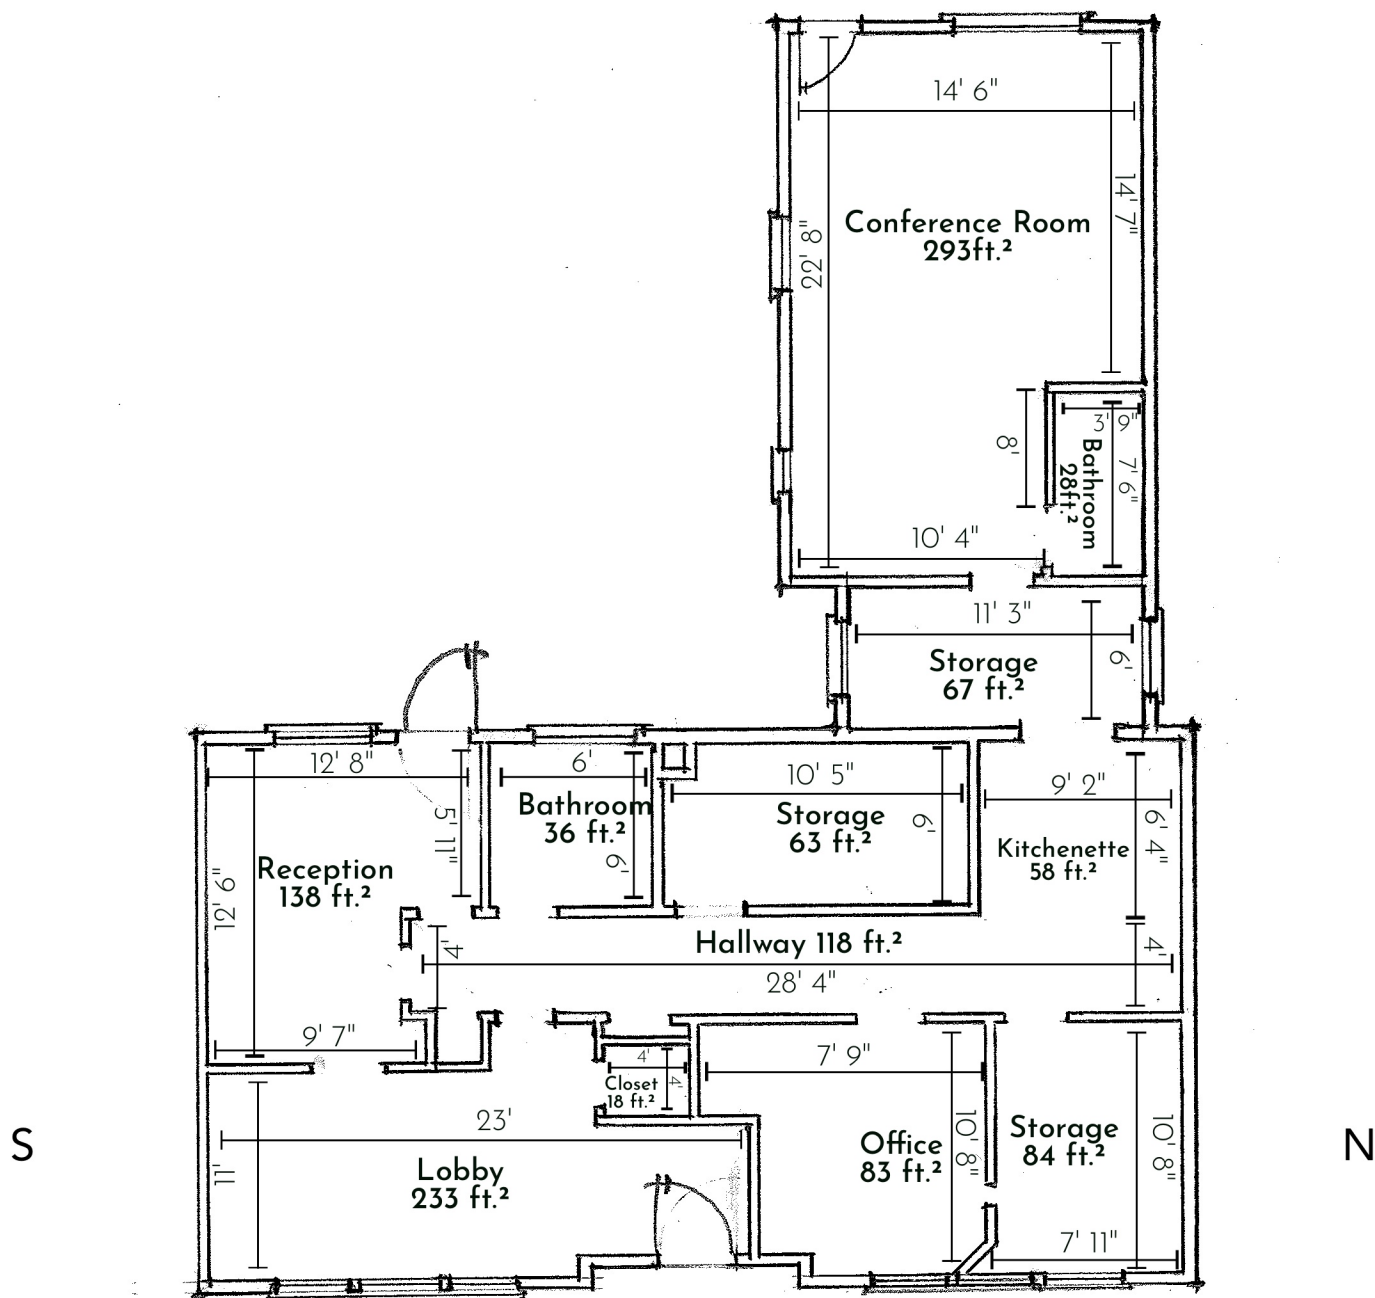 14' 6"
14' 7"
22' 8"
Conference Room
293ft.²
8'
3' 9"
7' 6"
Bathroom
28ft.²
10' 4"
11' 3"
6'
Storage
67 ft.²
12' 8"
5' 11"
12' 6"
Reception
138 ft.²
9' 7"
6'
Bathroom
36 ft.²
6'
10' 5"
Storage
63 ft.²
6'
9' 2"
6' 4"
Kitchenette
58 ft.²
4'
Hallway 118 ft.²
28' 4"
4'
4'
4'
Closet
18 ft.²
7' 9"
10' 8"
Office
83 ft.²
Storage
84 ft.²
10' 8"
7' 11"
23'
11'
Lobby
233 ft.²
S
N